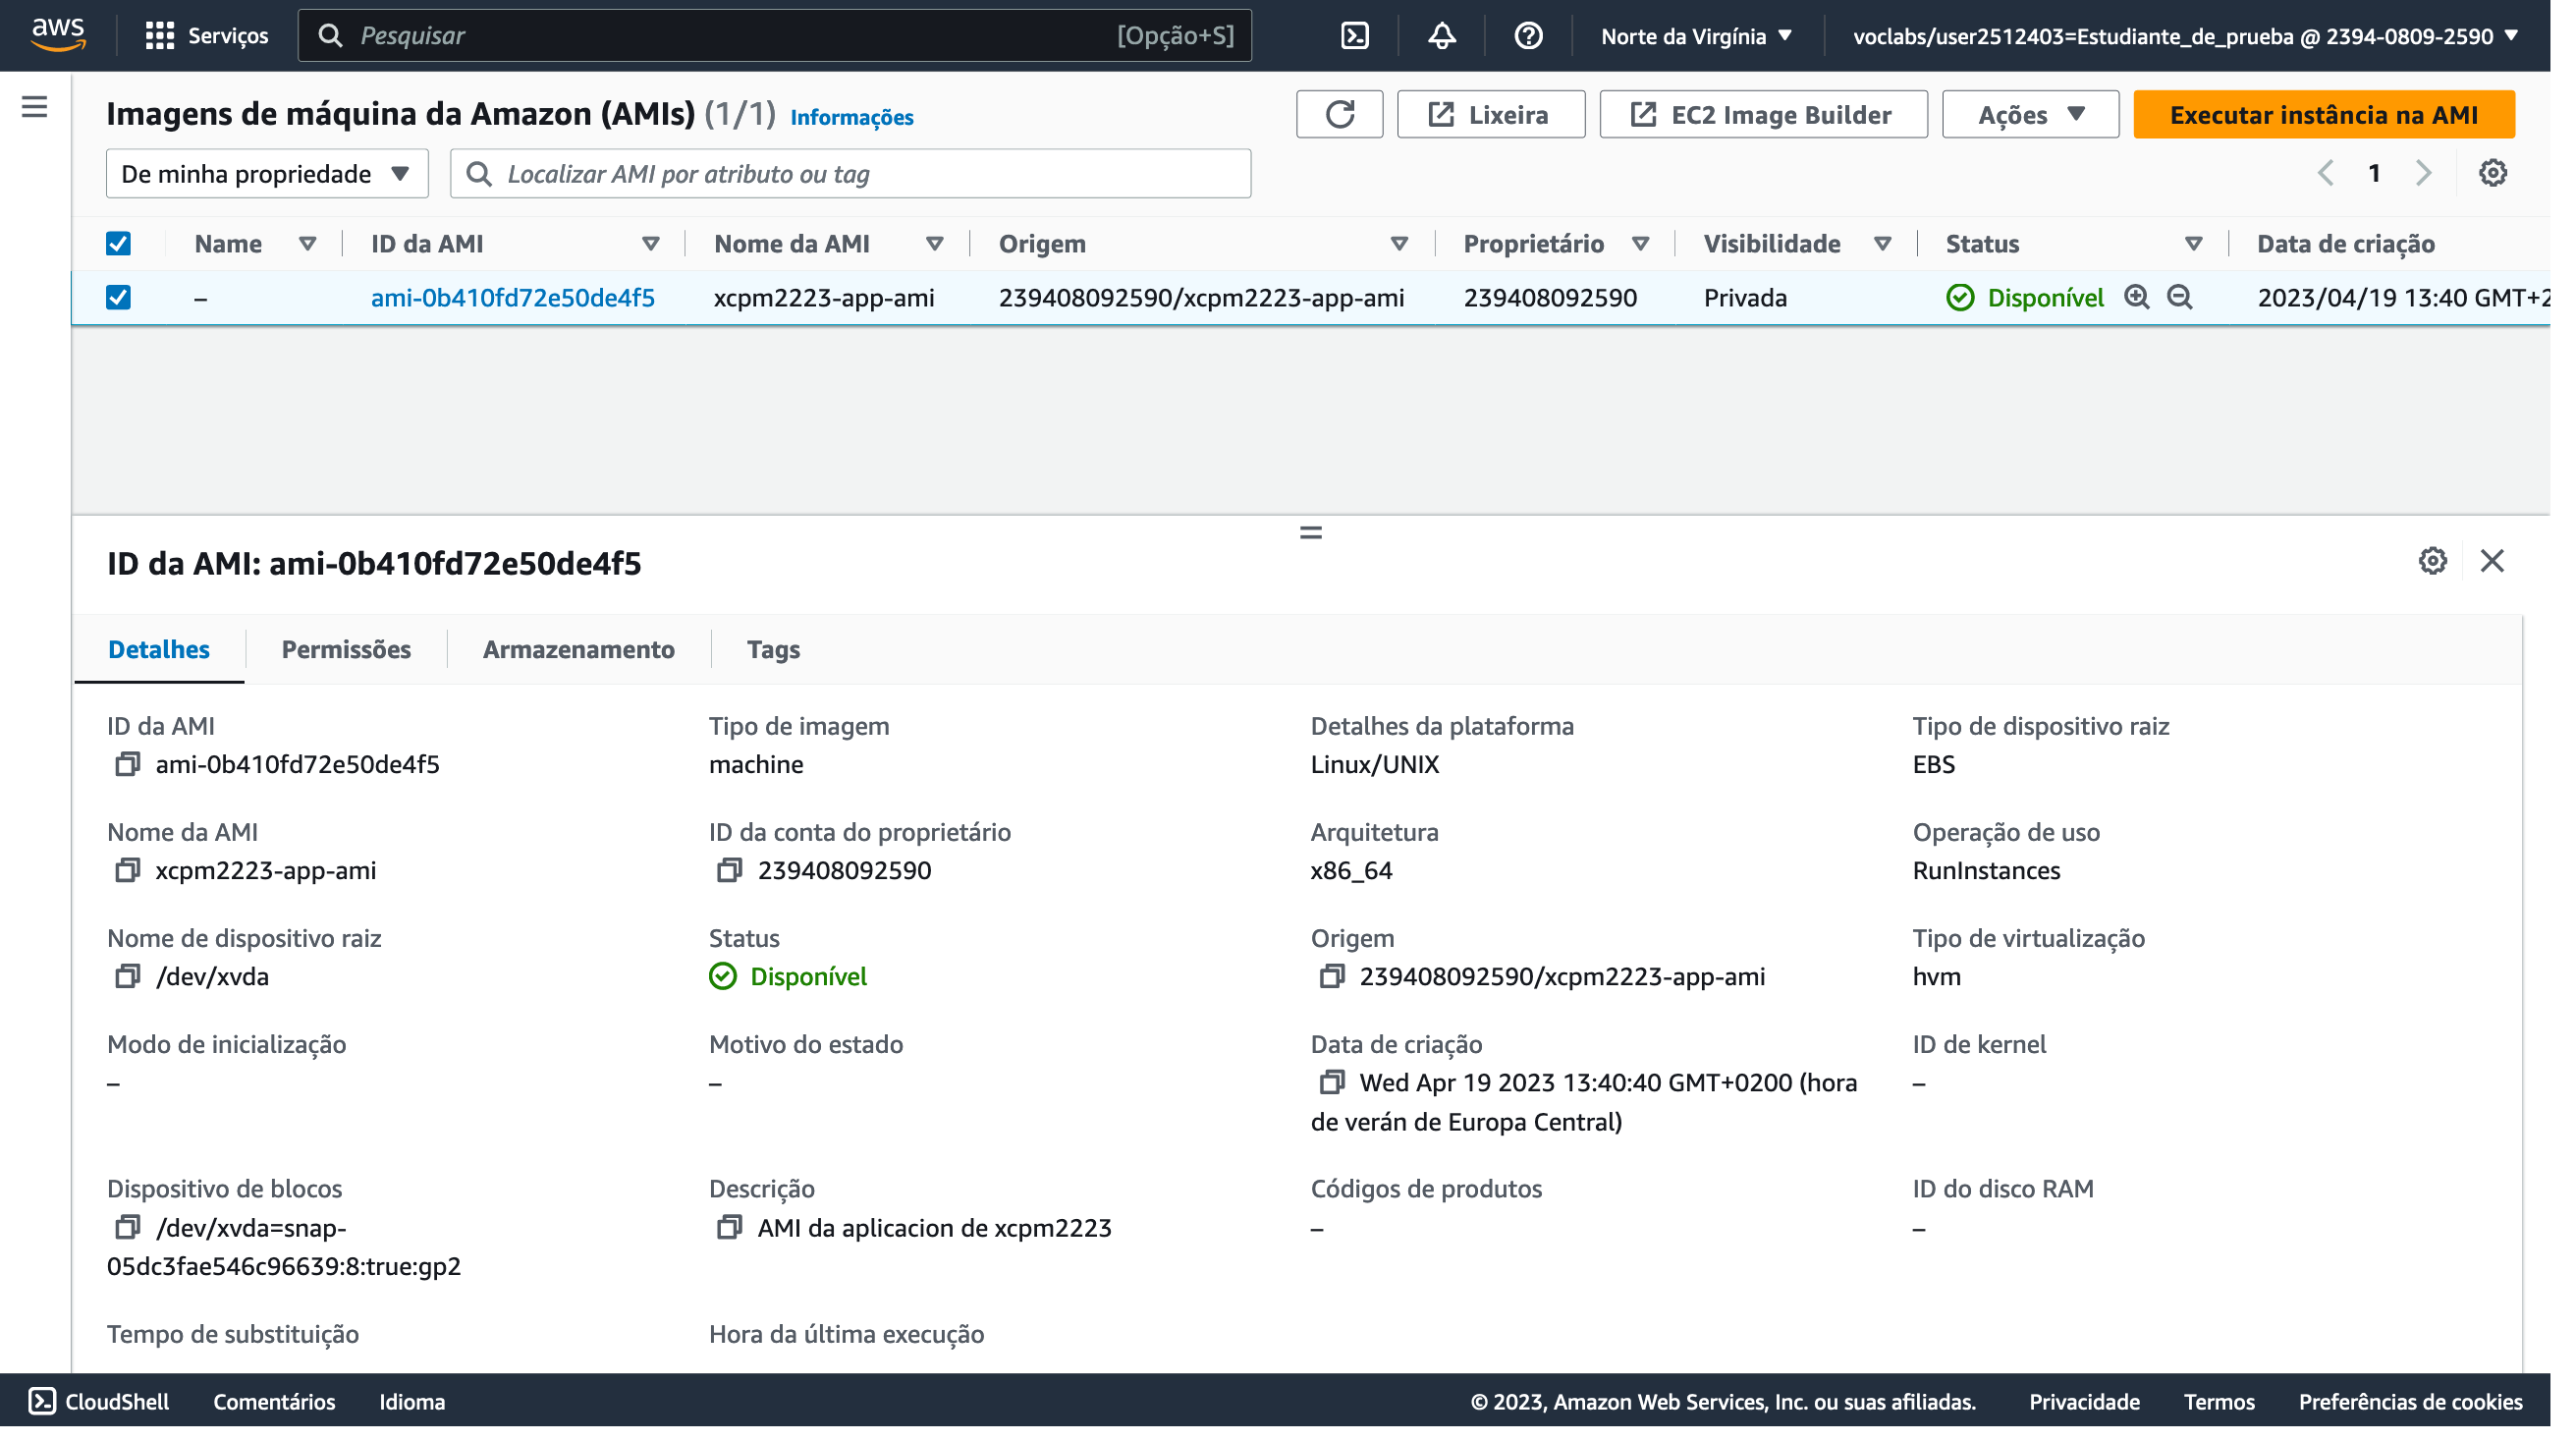 aws
Serviços
Pesquisar
[Opção+S]
Norte da Virgínia
voclabs/user2512403=Estudiante_de_prueba @ 2394-0809-2590
Imagens de máquina da Amazon (AMIs) (1/1) Informações
Lixeira
EC2 Image Builder
Ações
Executar instância na AMI
De minha propriedade
Localizar AMI por atributo ou tag
1
Name
ID da AMI
Nome da AMI
Origem
Proprietário
Visibilidade
Status
Data de criação
–
ami-0b410fd72e50de4f5
xcpm2223-app-ami
239408092590/xcpm2223-app-ami
239408092590
Privada
Disponível
2023/04/19 13:40 GMT+2
ID da AMI: ami-0b410fd72e50de4f5
Detalhes
Permissões
Armazenamento
Tags
ID da AMI
ami-0b410fd72e50de4f5
Tipo de imagem
machine
Detalhes da plataforma
Linux/UNIX
Tipo de dispositivo raiz
EBS
Nome da AMI
xcpm2223-app-ami
ID da conta do proprietário
239408092590
Arquitetura
x86_64
Operação de uso
RunInstances
Nome de dispositivo raiz
/dev/xvda
Status
Disponível
Origem
239408092590/xcpm2223-app-ami
Tipo de virtualização
hvm
Modo de inicialização
–
Motivo do estado
–
Data de criação
Wed Apr 19 2023 13:40:40 GMT+0200 (hora
de verán de Europa Central)
ID de kernel
–
Dispositivo de blocos
/dev/xvda=snap-
05dc3fae546c96639:8:true:gp2
Descrição
AMI da aplicacion de xcpm2223
Códigos de produtos
–
ID do disco RAM
–
Tempo de substituição
Hora da última execução
CloudShell
Comentários
Idioma
© 2023, Amazon Web Services, Inc. ou suas afiliadas.
Privacidade
Termos
Preferências de cookies